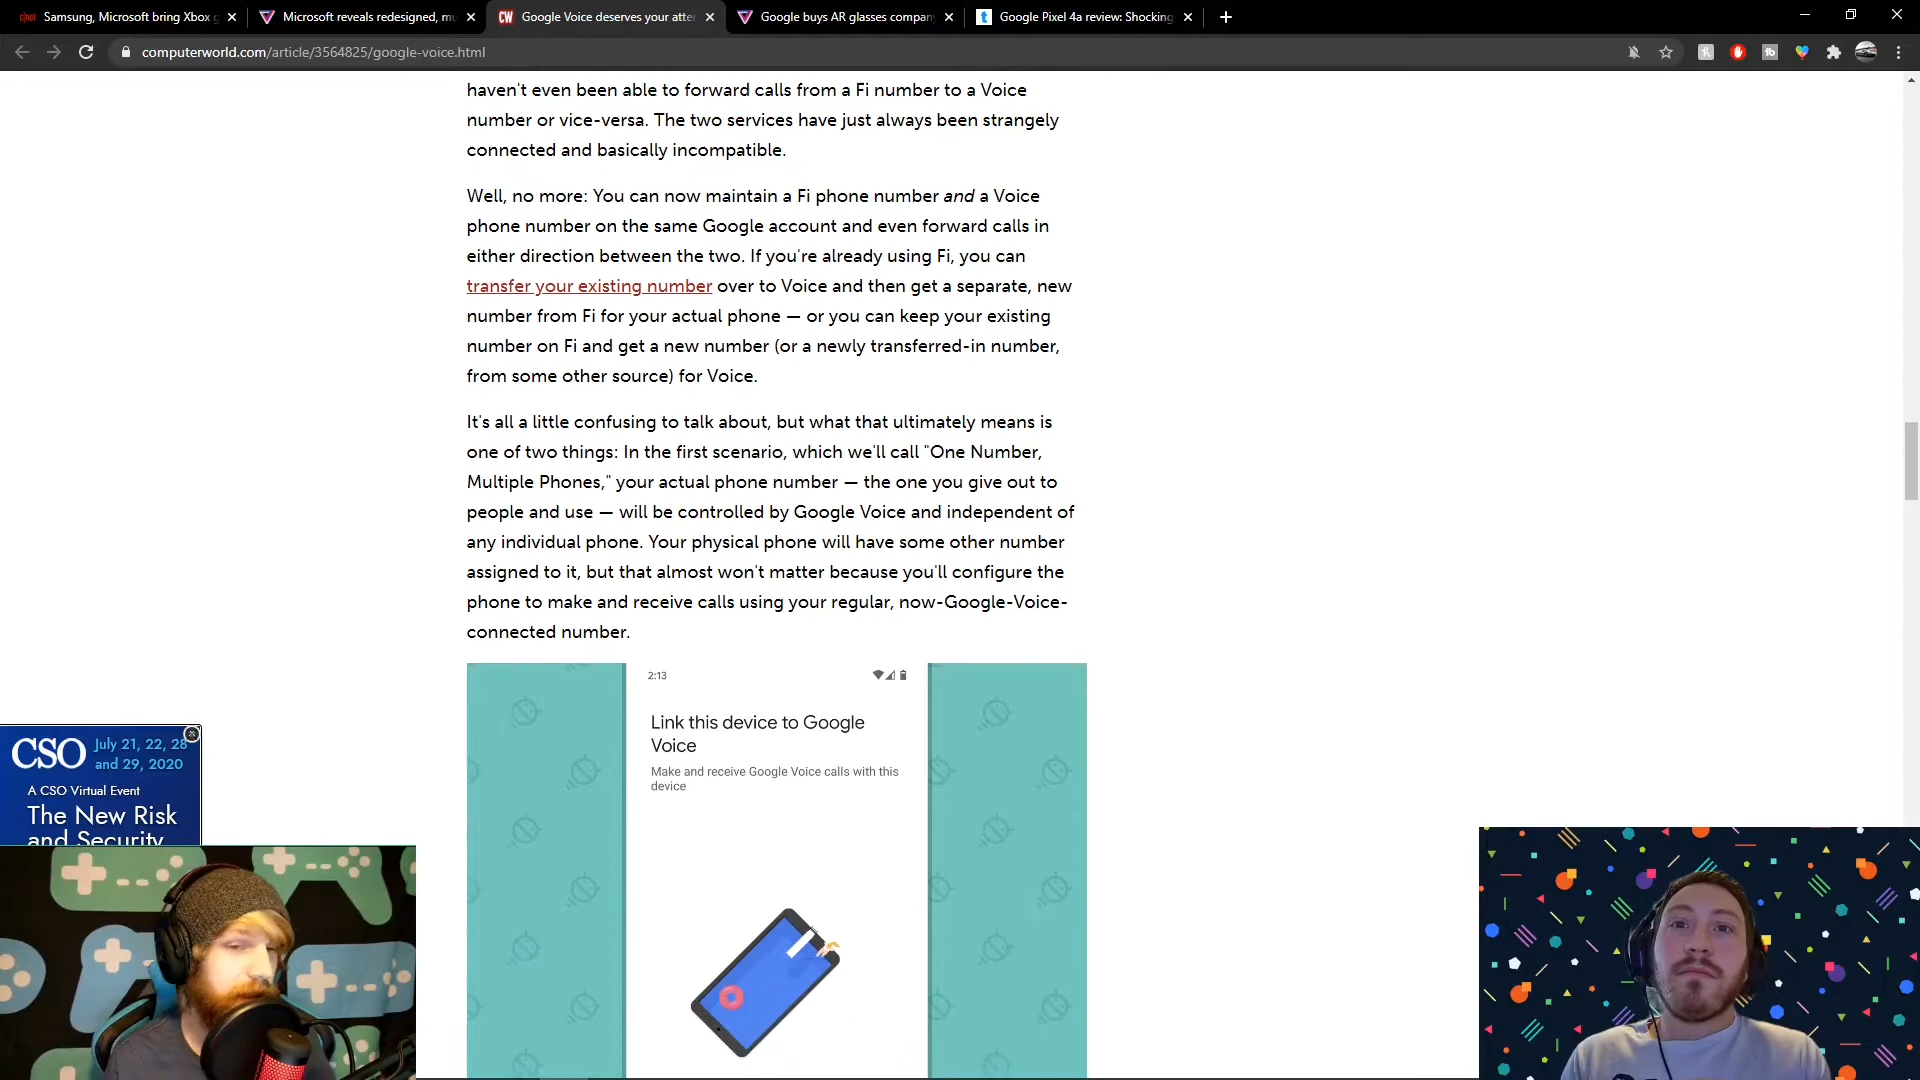 cnet Samsung, Microsoft bring Xbox g
Microsoft reveals redesigned, mu
CW Google Voice deserves your atte
Google buys AR glasses company
t Google Pixel 4a review: Shocking
computerworld.com/article/3564825/google-voice.html
haven't even been able to forward calls from a Fi number to a Voice
number or vice-versa. The two services have just always been strangely
connected and basically incompatible.
Well, no more: You can now maintain a Fi phone number and a Voice
phone number on the same Google account and even forward calls in
either direction between the two. If you're already using Fi, you can
transfer your existing number over to Voice and then get a separate, new
number from Fi for your actual phone — or you can keep your existing
number on Fi and get a new number (or a newly transferred-in number,
from some other source) for Voice.
It's all a little confusing to talk about, but what that ultimately means is
one of two things: In the first scenario, which we'll call "One Number,
Multiple Phones," your actual phone number — the one you give out to
people and use — will be controlled by Google Voice and independent of
any individual phone. Your physical phone will have some other number
assigned to it, but that almost won't matter because you'll configure the
phone to make and receive calls using your regular, now-Google-Voice-
connected number.
2:13
Link this device to Google
Voice
Make and receive Google Voice calls with this
device
CSO July 21, 22, 28
and 29, 2020
A CSO Virtual Event
The New Risk
and Security